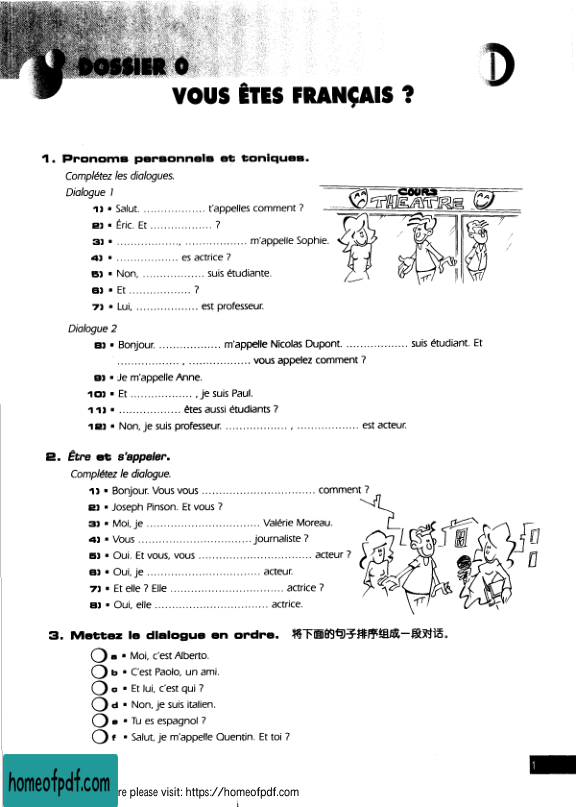 DOSSIER 0
VOUS ÊTES FRANÇAIS ?
1. Pronoms personnels et toniques.
Complétez les dialogues.
Dialogue 1
COURS
THEATRE
1) ▪ Salut. ................... t'appelles comment ?
2) ▪ Éric. Et ................... ?
3) ▪ ..................., .................... m'appelle Sophie.
4) ▪ ................... es actrice ?
5) ▪ Non, ................... suis étudiante.
6) ▪ Et ................... ?
7) ▪ Lui, ................... est professeur.
Dialogue 2
8) ▪ Bonjour. ................... m'appelle Nicolas Dupont. ................... suis étudiant. Et
................... , ................... vous appelez comment ?
9) ▪ Je m'appelle Anne.
10) ▪ Et ................... , je suis Paul.
11) ▪ ................... êtes aussi étudiants ?
12) ▪ Non, je suis professeur. ................... , ................... est acteur.
2. Être et s'appeler.
Complétez le dialogue.
1) ▪ Bonjour. Vous vous .................................. comment ?
2) ▪ Joseph Pinson. Et vous ?
3) ▪ Moi, je .................................. Valérie Moreau.
4) ▪ Vous .................................. journaliste ?
5) ▪ Oui. Et vous, vous .................................. acteur ?
6) ▪ Oui, je .................................. acteur.
7) ▪ Et elle ? Elle .................................. actrice ?
8) ▪ Oui, elle .................................. actrice.
3. Mettez le dialogue en ordre. 将下面的句子排序组成一段对话。
a ▪ Moi, c'est Alberto.
b ▪ C'est Paolo, un ami.
c ▪ Et lui, c'est qui ?
d ▪ Non, je suis italien.
e ▪ Tu es espagnol ?
f ▪ Salut, je m'appelle Quentin. Et toi ?
1
homeofpdf.com
re please visit: https://homeofpdf.com